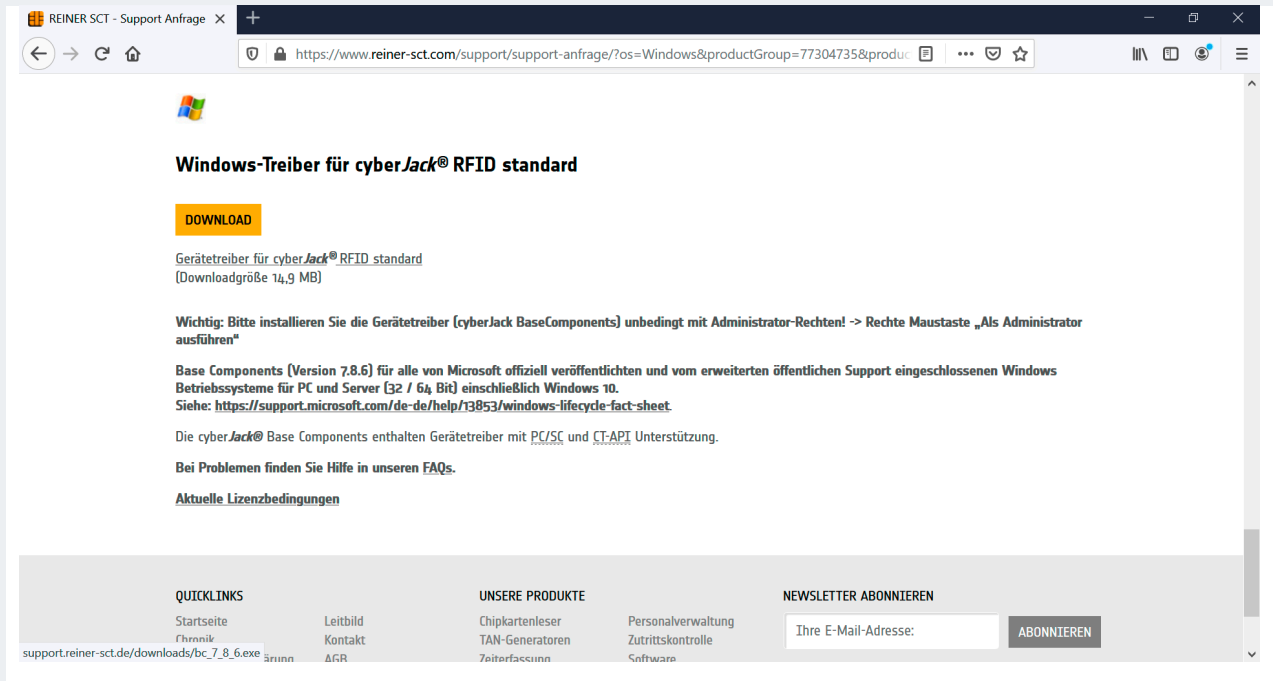 REINER SCT - Support Anfrage
https://www.reiner-sct.com/support/support-anfrage/?os=Windows&productGroup=77304735&produc
Windows-Treiber für cyberJack® RFID standard
DOWNLOAD
Gerätetreiber für cyberJack® RFID standard
(Downloadgröße 14,9 MB)
Wichtig: Bitte installieren Sie die Gerätetreiber (cyberJack BaseComponents) unbedingt mit Administrator-Rechten! -> Rechte Maustaste „Als Administrator
ausführen“
Base Components (Version 7.8.6) für alle von Microsoft offiziell veröffentlichten und vom erweiterten öffentlichen Support eingeschlossenen Windows
Betriebssysteme für PC und Server (32 / 64 Bit) einschließlich Windows 10.
Siehe: https://support.microsoft.com/de-de/help/13853/windows-lifecycle-fact-sheet.
Die cyberJack® Base Components enthalten Gerätetreiber mit PC/SC und CT-API Unterstützung.
Bei Problemen finden Sie Hilfe in unseren FAQs.
Aktuelle Lizenzbedingungen
QUICKLINKS
Startseite
Chronik
Leitbild
Kontakt
AGB
UNSERE PRODUKTE
Chipkartenleser
TAN-Generatoren
Zeiterfassung
Personalverwaltung
Zutrittskontrolle
Software
NEWSLETTER ABONNIEREN
Ihre E-Mail-Adresse:
ABONNIEREN
support.reiner-sct.de/downloads/bc_7_8_6.exe